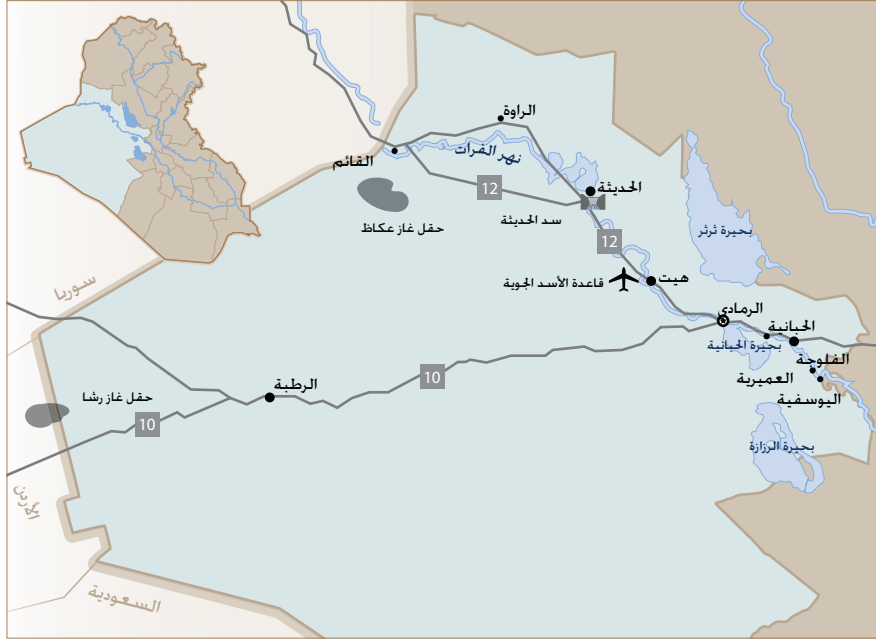 الراوة
القائم
نهر الفرات
الحديثة
12
حقل غاز عكاظ
سد الحديثة
بحيرة ثرثر
12
سوريا
قاعدة الأسد الجوية
هيت
الرمادي
الحبانية
بحيرة الحبانية
الفلوجة
العميرية
اليوسفية
10
الرطبة
حقل غاز رشا
10
بحيرة الرزازة
الأردن
السعودية